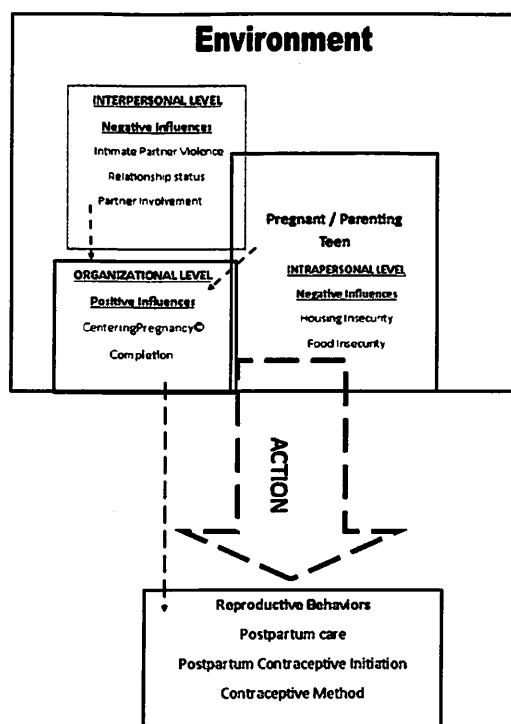 Environment
INTERPERSONAL LEVEL
Negative Influences
Intimate Partner Violence
Relationship status
Partner Involvement
Pregnant / Parenting
Teen
INTRAPERSONAL LEVEL
Negative Influences
Housing Insecurity
Food Insecurity
ORGANIZATIONAL LEVEL
Positive Influences
CenteringPregnancy©
Completion
ACTION
Reproductive Behaviors
Postpartum care
Postpartum Contraceptive Initiation
Contraceptive Method